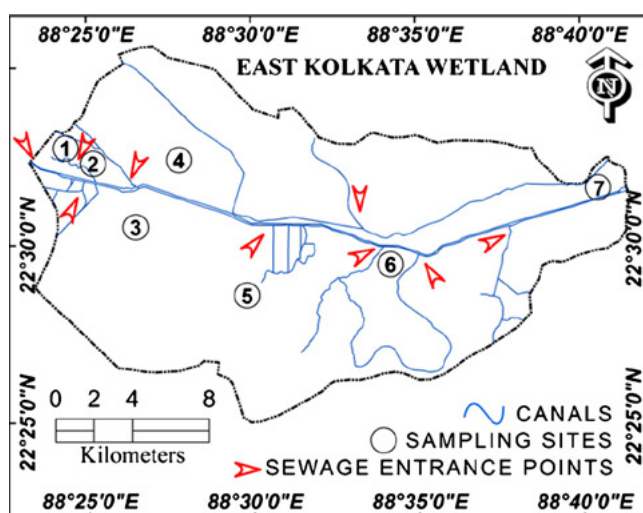 88°25'0"E 88°30'0"E 88°35'0"E 88°40'0"E
EAST KOLKATA WETLAND
N
1
2
4
7
3
22°30'0"N 22°30'0"N
6
5
0 2 4 8
Kilometers
CANALS
SAMPLING SITES
SEWAGE ENTRANCE POINTS
22°25'0"N 22°25'0"N
88°25'0"E 88°30'0"E 88°35'0"E 88°40'0"E